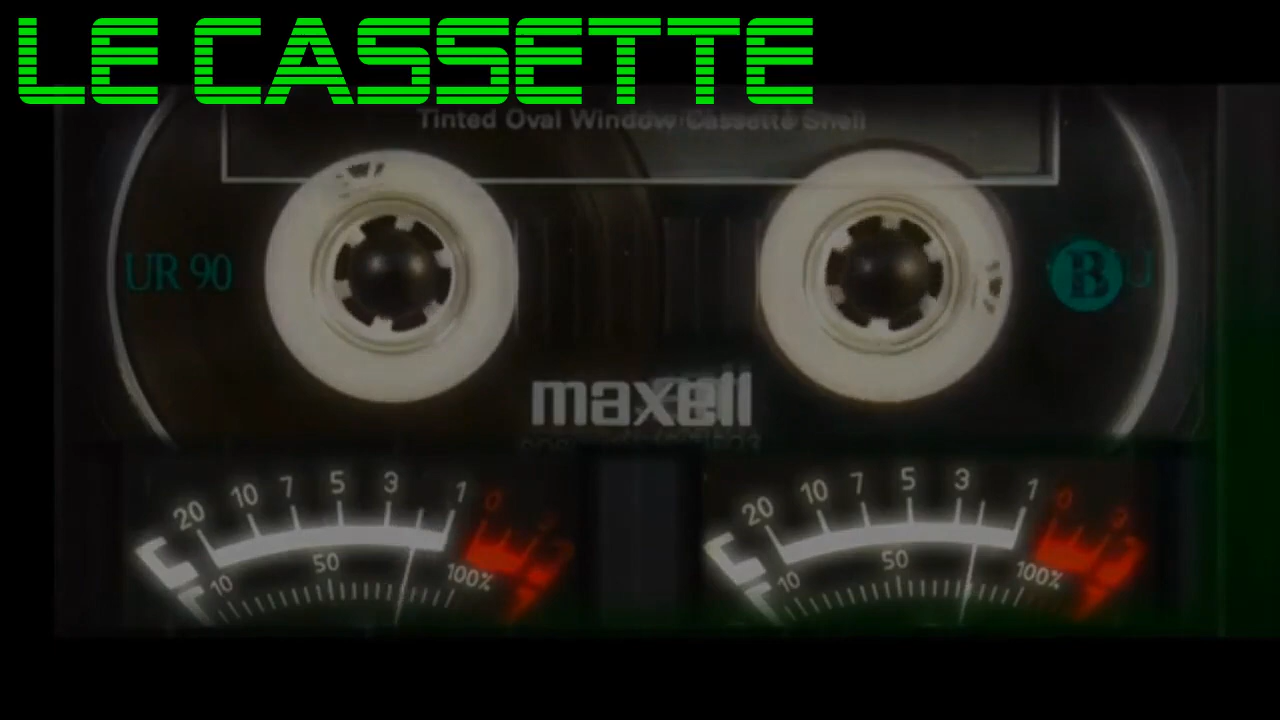 LE CASSETTE
Tinted Oval Window Cassette Shell
UR 90
B
maxell
20 10 7 5 3 1 0
10 50 100%
20 10 7 5 3 1 0 3
10 50 100%